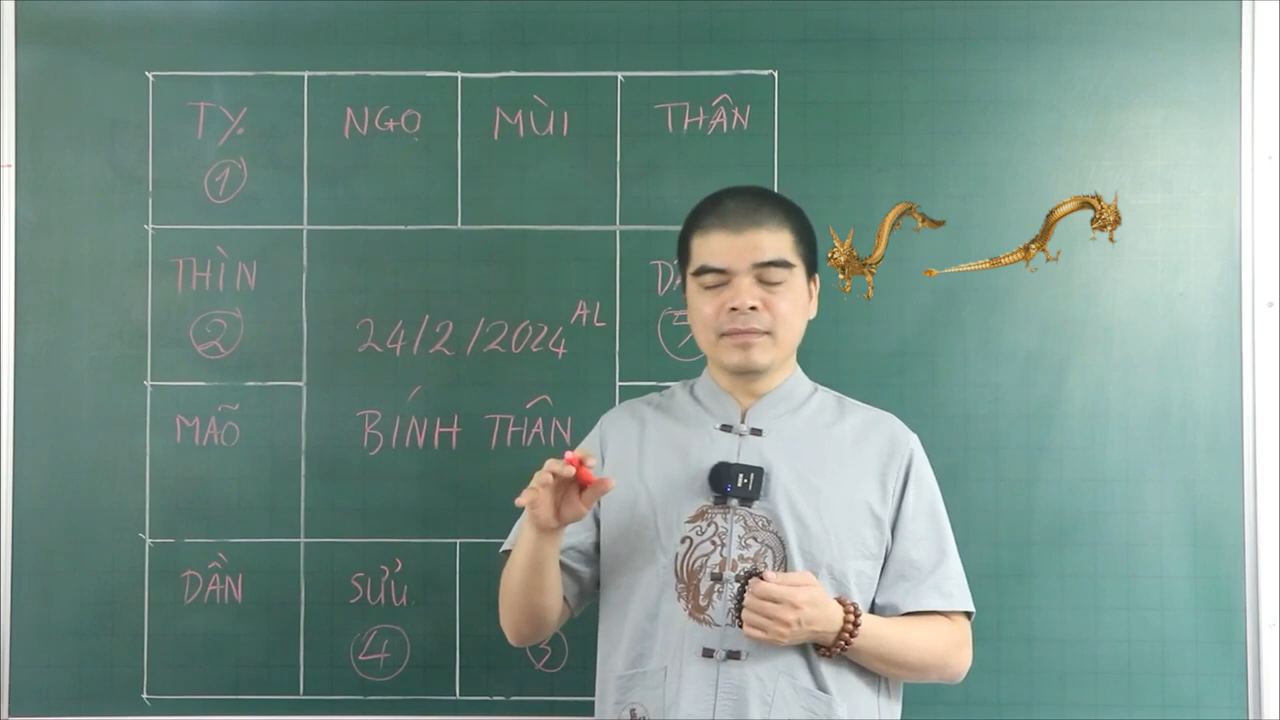 TỴ NGỌ MÙI THÂN
①
THÌN
②
24/2/2024 AL
MÃO BÍNH THÂN
DẦN SỬU
④